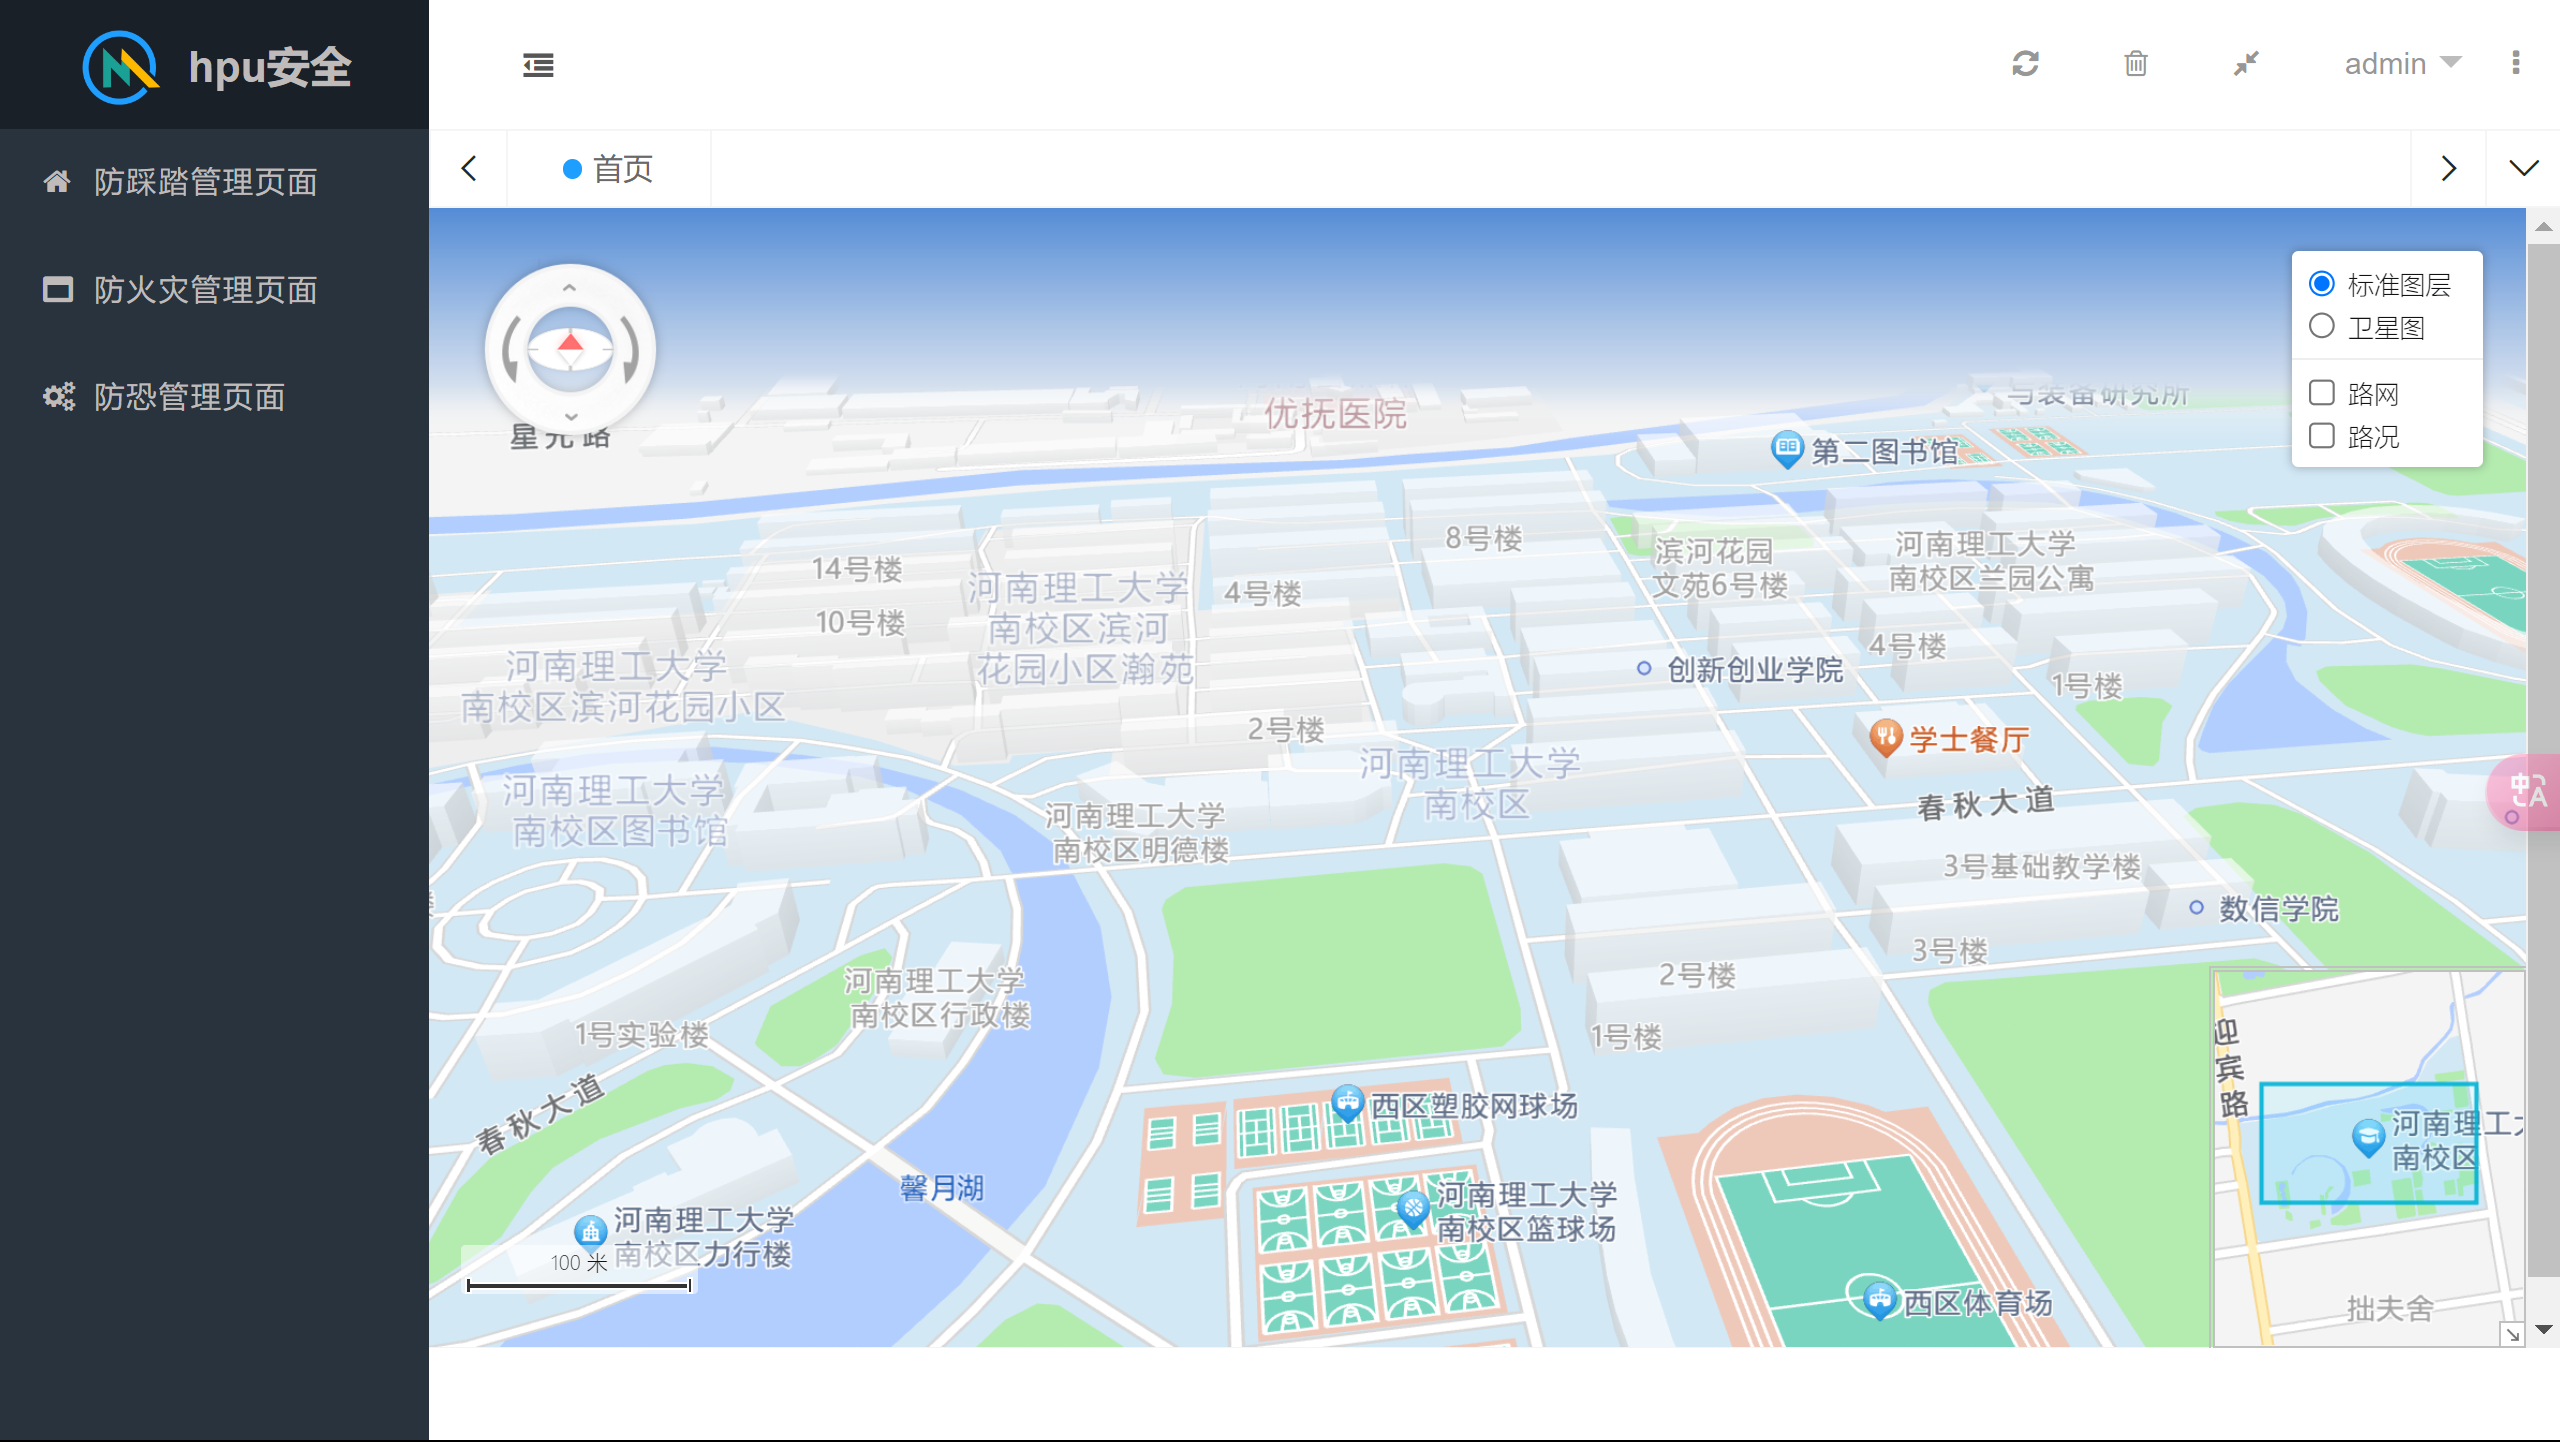 hpu安全
admin
防踩踏管理页面
防火灾管理页面
防恐管理页面
首页
标准图层
卫星图
路网
路况
优抚医院
与装备研究所
星光路
第二图书馆
8号楼
14号楼
10号楼
河南理工大学
南校区滨河
花园小区瀚苑
4号楼
滨河花园
文苑6号楼
河南理工大学
南校区兰园公寓
4号楼
1号楼
河南理工大学
南校区滨河花园小区
创新创业学院
2号楼
学士餐厅
河南理工大学
南校区
河南理工大学
南校区图书馆
河南理工大学
南校区明德楼
春秋大道
中A
3号基础教学楼
数信学院
3号楼
2号楼
1号楼
河南理工大学
南校区行政楼
1号实验楼
春秋大道
西区塑胶网球场
馨月湖
河南理工大学
南校区篮球场
河南理工大学
南校区力行楼
100 米
西区体育场
迎宾路
河南理工
南校区
拙夫舍